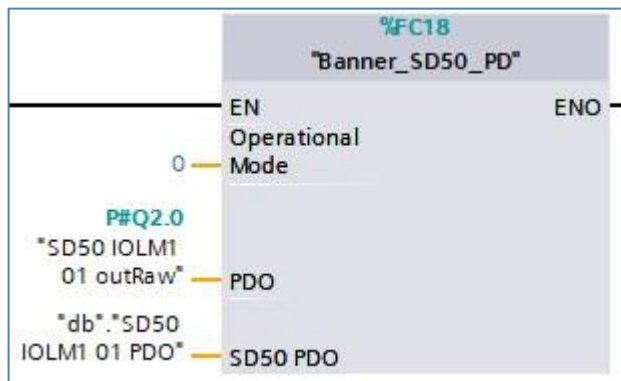 %FC18
"Banner_SD50_PD"
EN
ENO
Operational
0
Mode
P#Q2.0
"SD50 IOLM1
01 outRaw"
PDO
"db"."SD50
IOLM1 01 PDO"
SD50 PDO